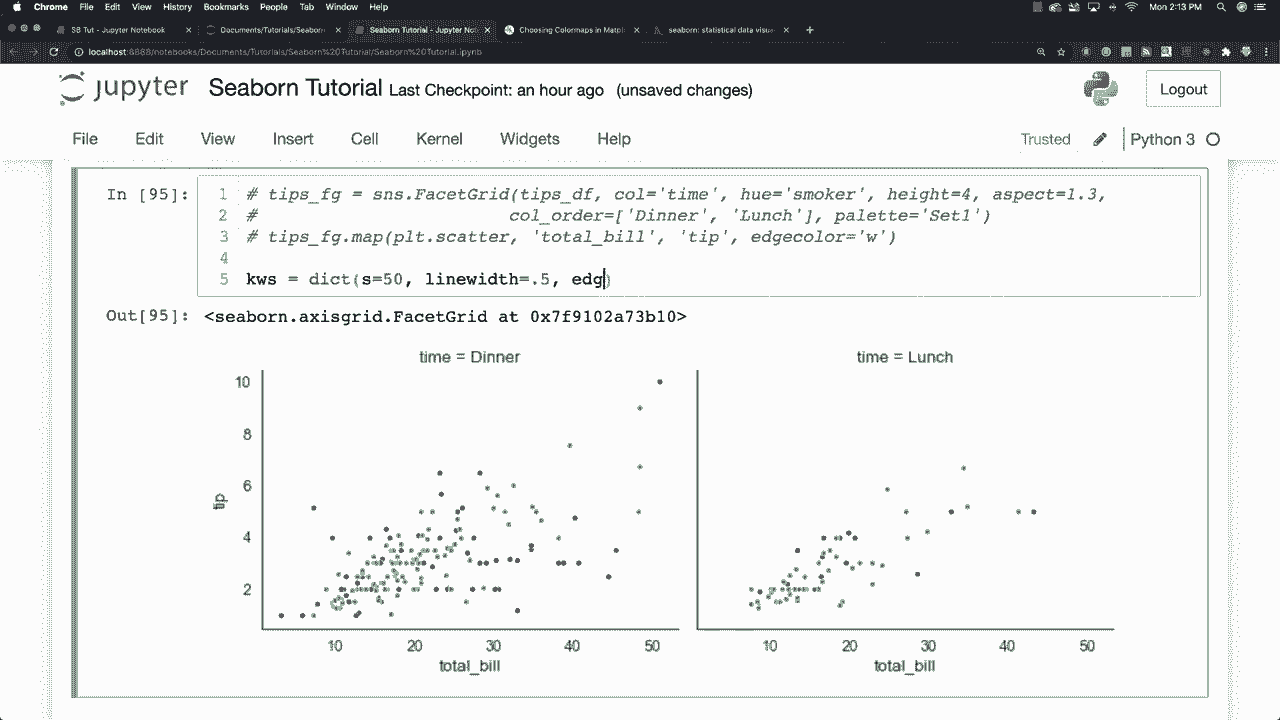 Chrome File Edit View History Bookmarks People Tab Window Help Mon 2:13 PM
SB Tut - Jupyter Notebook Documents/Tutorials/Seaborn Seaborn Tutorial - Jupyter Not Choosing Colormaps in Matpl seaborn: statistical data visua
localhost:8888/notebooks/Documents/Tutorials/Seaborn%20Tutorial/Seaborn%20Tutorial.ipynb
jupyter Seaborn Tutorial Last Checkpoint: an hour ago (unsaved changes) Logout
File Edit View Insert Cell Kernel Widgets Help Trusted Python 3
In [95]: 1 # tips_fg = sns.FacetGrid(tips_df, col='time', hue='smoker', height=4, aspect=1.3,
2 # col_order=['Dinner', 'Lunch'], palette='Set1')
3 # tips_fg.map(plt.scatter, 'total_bill', 'tip', edgecolor='w')
4
5 kws = dict(s=50, linewidth=.5, edg)
Out[95]: <seaborn.axisgrid.FacetGrid at 0x7f9102a73b10>
time = Dinner time = Lunch
10
8
6
tip
4
2
10 20 30 40 50 10 20 30 40 50
total_bill total_bill